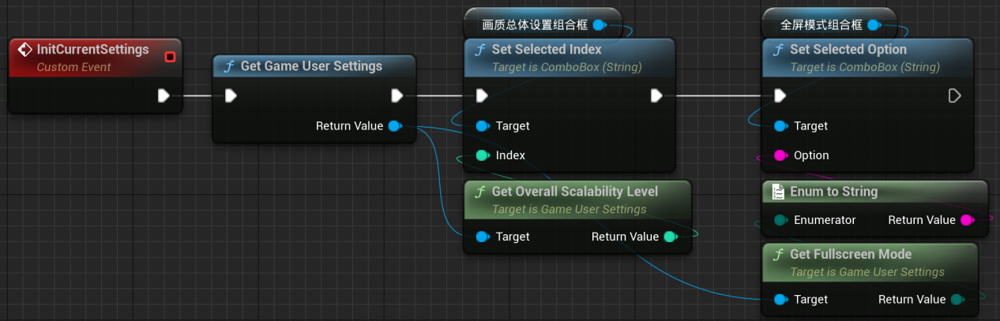 InitCurrentSettings
Custom Event
Get Game User Settings
Return Value
画质总体设置组合框
Set Selected Index
Target is ComboBox (String)
Target
Index
Get Overall Scalability Level
Target is Game User Settings
Target
Return Value
全屏模式组合框
Set Selected Option
Target is ComboBox (String)
Target
Option
Enum to String
Enumerator
Return Value
Get Fullscreen Mode
Target is Game User Settings
Target
Return Value